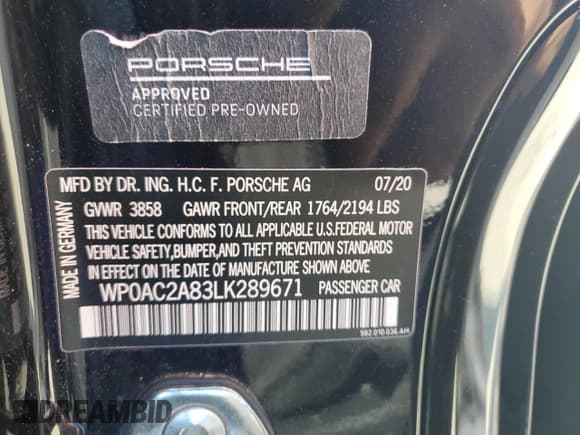 PORSCHE
APPROVED
CERTIFIED PRE-OWNED
MADE IN GERMANY
MFD BY DR. ING. H.C. F. PORSCHE AG 07/20
GVWR 3858 GAWR FRONT/REAR 1764/2194 LBS
THIS VEHICLE CONFORMS TO ALL APPLICABLE U.S.FEDERAL MOTOR
VEHICLE SAFETY,BUMPER,AND THEFT PREVENTION STANDARDS
IN EFFECT ON THE DATE OF MANUFACTURE SHOWN ABOVE
WP0AC2A83LK289671 PASSENGER CAR
982.010.036.AH
DREAMBID